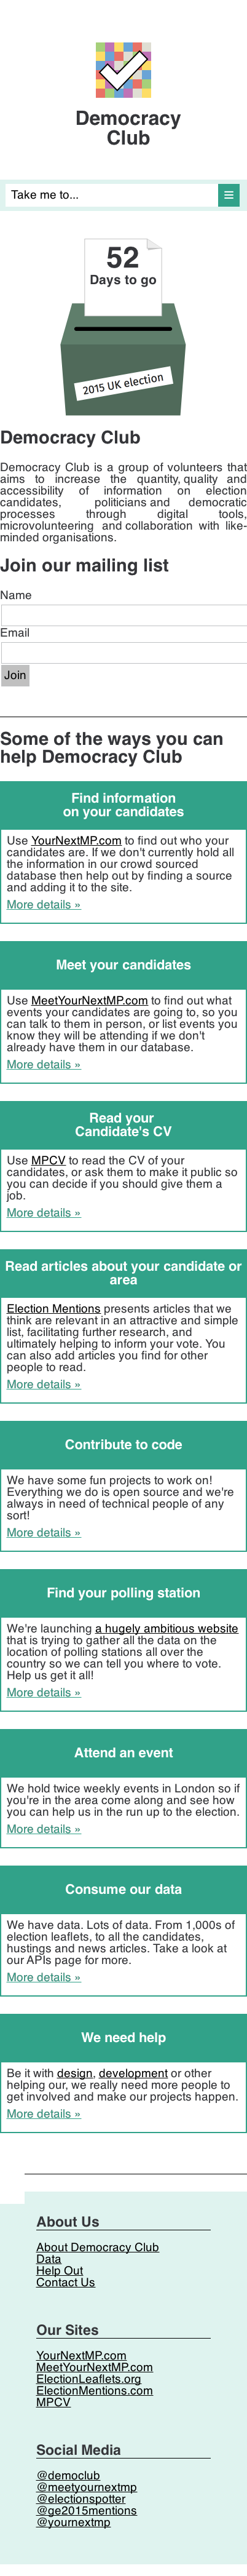 Democracy
Club
Take me to...
52
Days to go
2015 UK election
Democracy Club
Democracy Club is a group of volunteers that
aims to increase the quantity, quality and
accessibility of information on election
candidates, politicians and democratic
processes through digital tools,
microvolunteering and collaboration with like-
minded organisations.
Join our mailing list
Name
Email
Join
Some of the ways you can
help Democracy Club
Find information
on your candidates
Use YourNextMP.com to find out who your
candidates are. If we don't currently hold all
the information in our crowd sourced
database then help out by finding a source
and adding it to the site.
More details »
Meet your candidates
Use MeetYourNextMP.com to find out what
events your candidates are going to, so you
can talk to them in person, or list events you
know they will be attending if we don't
already have them in our database.
More details »
Read your
Candidate's CV
Use MPCV to read the CV of your
candidates, or ask them to make it public so
you can decide if you should give them a
job.
More details »
Read articles about your candidate or
area
Election Mentions presents articles that we
think are relevant in an attractive and simple
list, facilitating further research, and
ultimately helping to inform your vote. You
can also add articles you find for other
people to read.
More details »
Contribute to code
We have some fun projects to work on!
Everything we do is open source and we're
always in need of technical people of any
sort!
More details »
Find your polling station
We're launching a hugely ambitious website
that is trying to gather all the data on the
location of polling stations all over the
country so we can tell you where to vote.
Help us get it all!
More details »
Attend an event
We hold twice weekly events in London so if
you're in the area come along and see how
you can help us in the run up to the election.
More details »
Consume our data
We have data. Lots of data. From 1,000s of
election leaflets, to all the candidates,
hustings and news articles. Take a look at
our APIs page for more.
More details »
We need help
Be it with design, development or other
helping our, we really need more people to
get involved and make our projects happen.
More details »
About Us
About Democracy Club
Data
Help Out
Contact Us
Our Sites
YourNextMP.com
MeetYourNextMP.com
ElectionLeaflets.org
ElectionMentions.com
MPCV
Social Media
@democlub
@meetyournextmp
@electionspotter
@ge2015mentions
@yournextmp